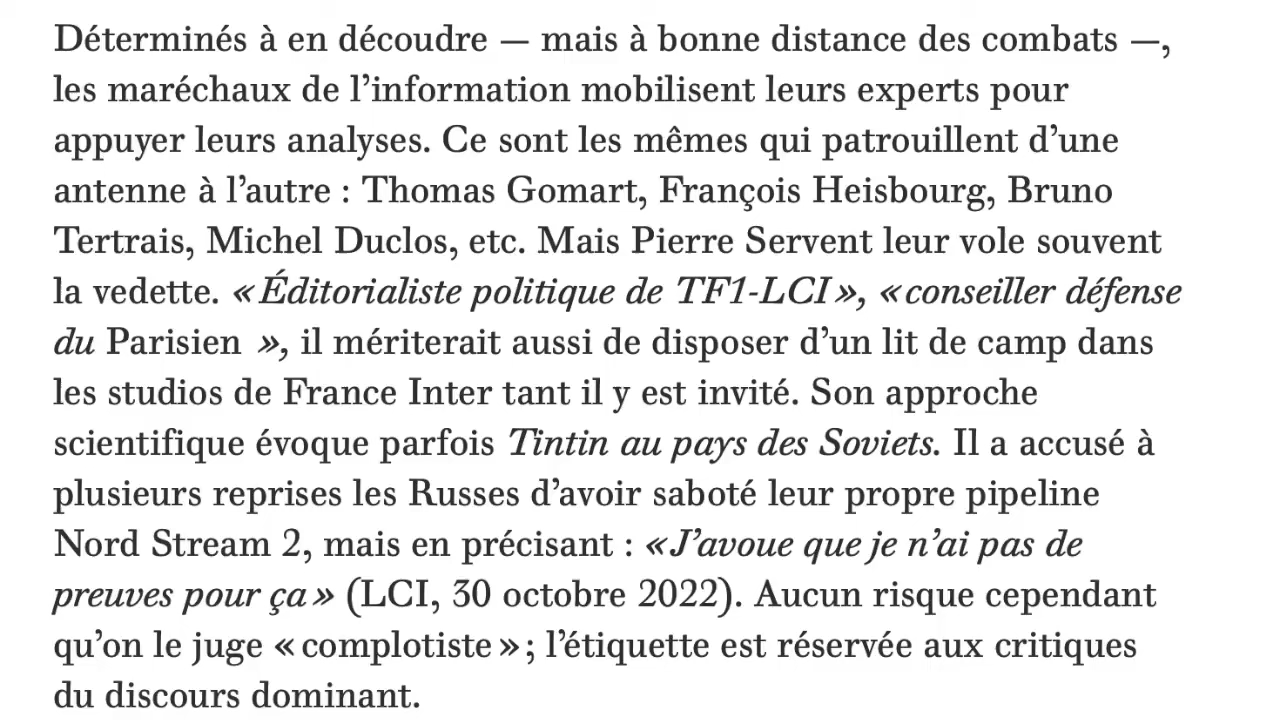 Déterminés à en découdre — mais à bonne distance des combats —,
les maréchaux de l’information mobilisent leurs experts pour
appuyer leurs analyses. Ce sont les mêmes qui patrouillent d’une
antenne à l’autre : Thomas Gomart, François Heisbourg, Bruno
Tertrais, Michel Duclos, etc. Mais Pierre Servent leur vole souvent
la vedette. « Éditorialiste politique de TF1-LCI », « conseiller défense
du Parisien », il mériterait aussi de disposer d’un lit de camp dans
les studios de France Inter tant il y est invité. Son approche
scientifique évoque parfois Tintin au pays des Soviets. Il a accusé à
plusieurs reprises les Russes d’avoir saboté leur propre pipeline
Nord Stream 2, mais en précisant : « J’avoue que je n’ai pas de
preuves pour ça » (LCI, 30 octobre 2022). Aucun risque cependant
qu’on le juge « complotiste » ; l’étiquette est réservée aux critiques
du discours dominant.